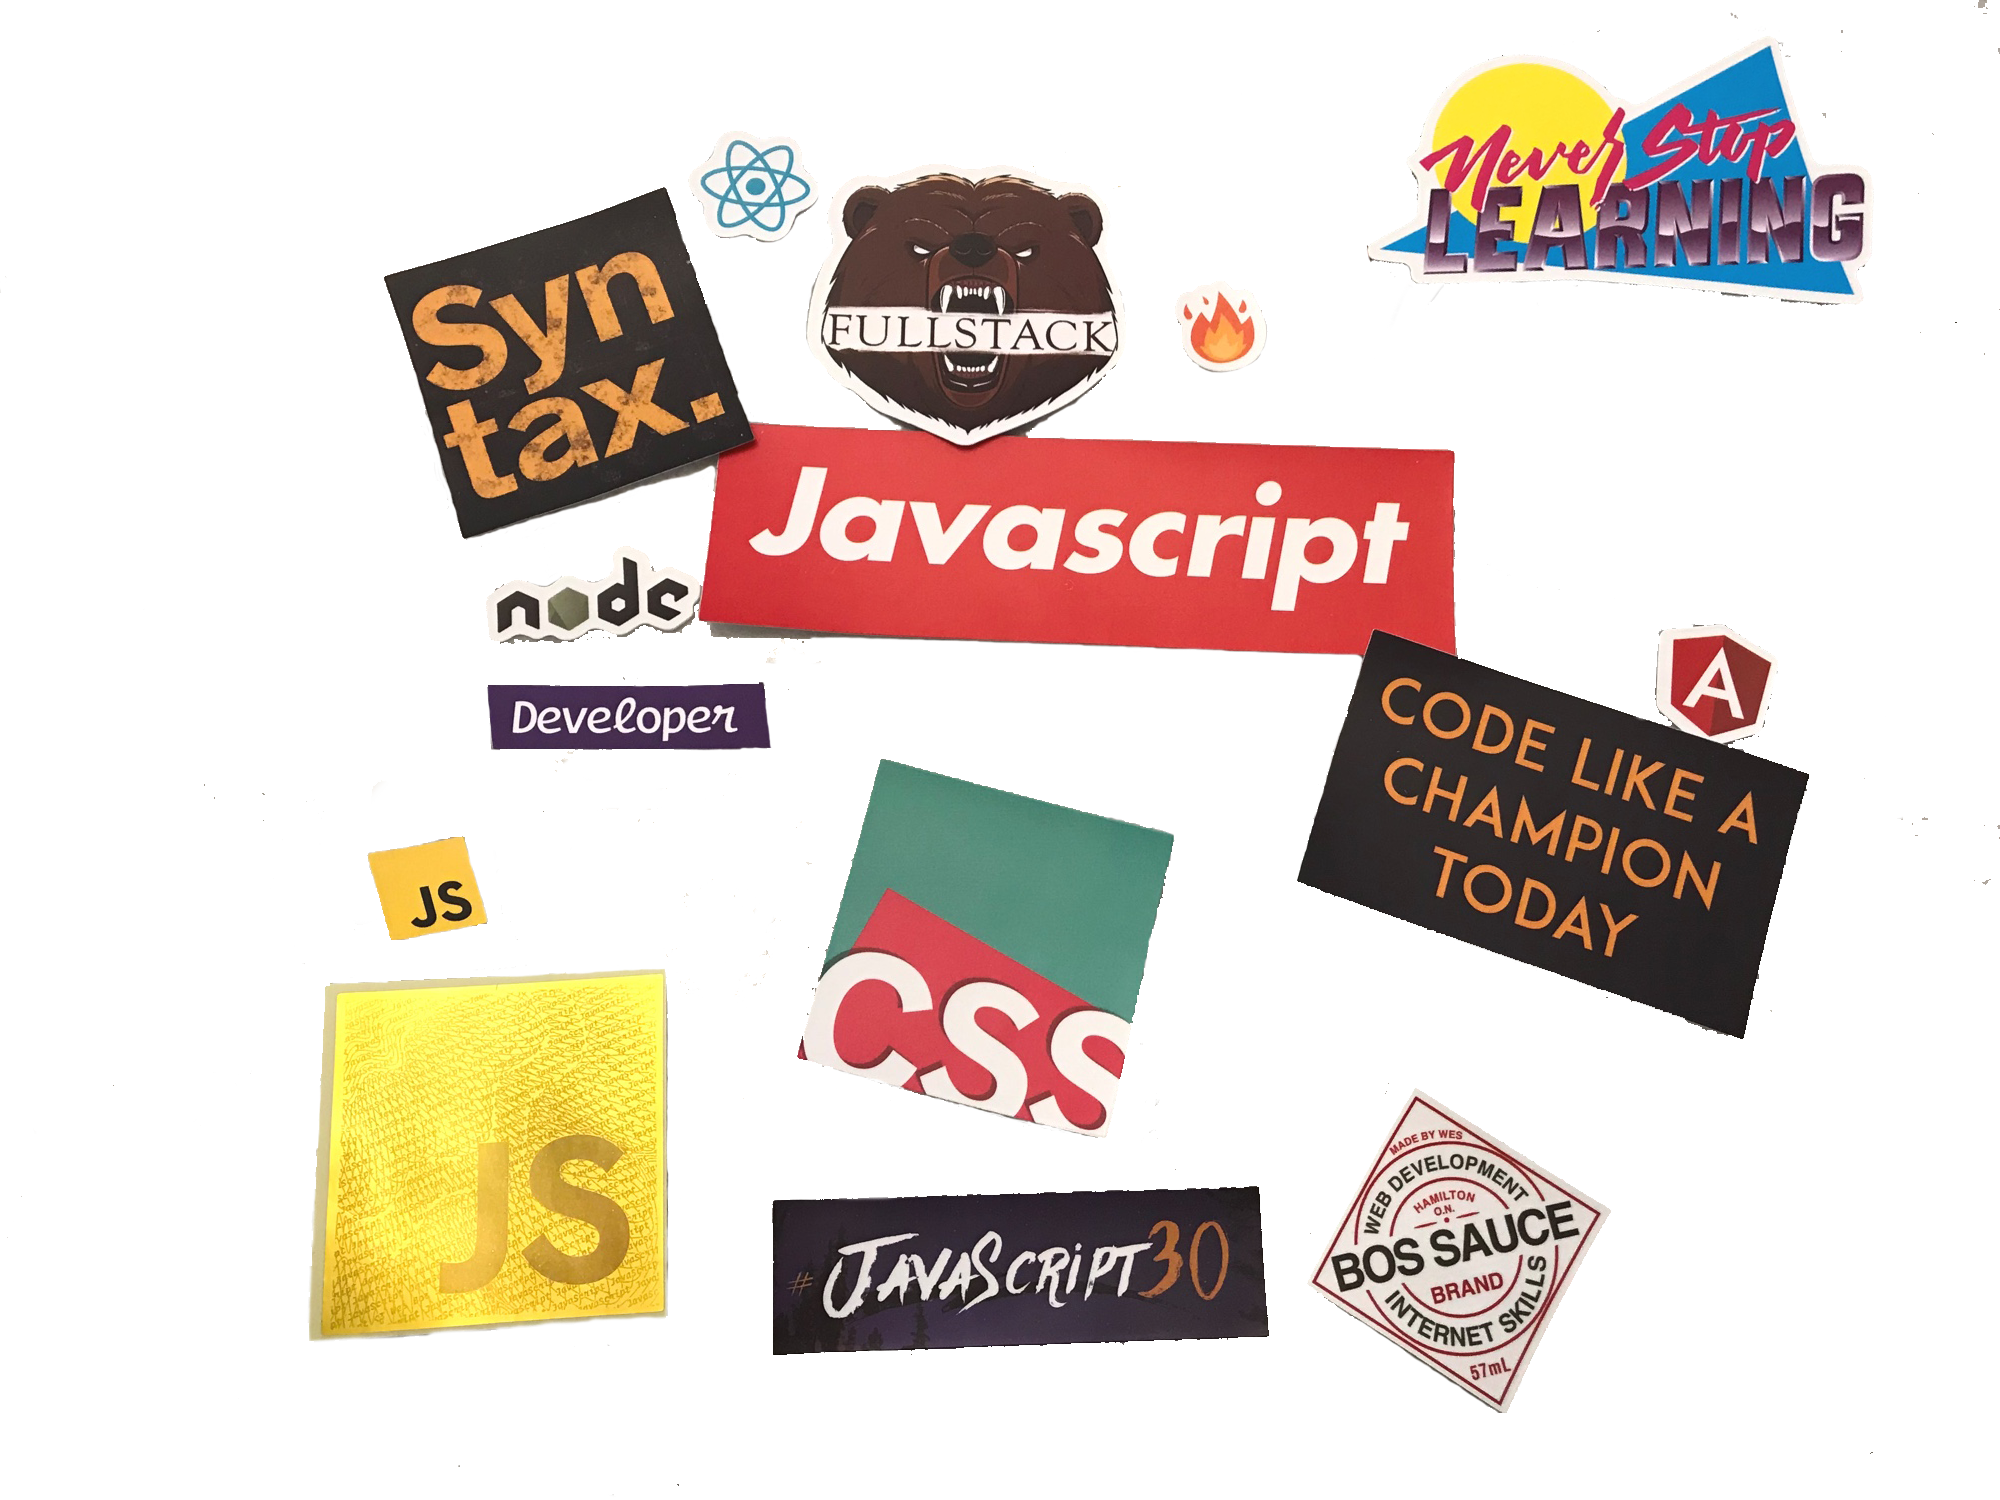 Never Stop
LEARNING
Syn
tax.
FULLSTACK
Javascript
node
Developer
A
CODE LIKE A
CHAMPION
TODAY
JS
CSS
JS
#JAVASCRIPT30
MADE BY WES
WEB DEVELOPMENT
HAMILTON
O.N.
BOS SAUCE
BRAND
INTERNET SKILLS
57mL